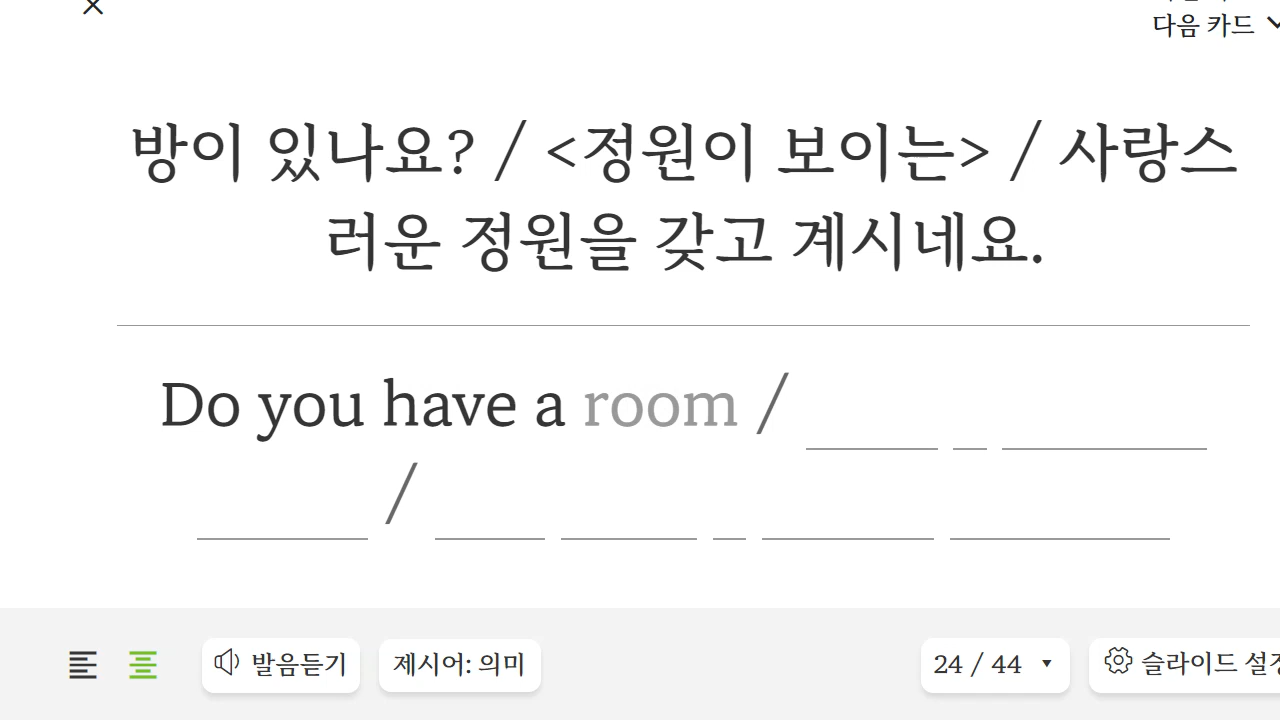 다음 카드
방이 있나요? / <정원이 보이는> / 사랑스
러운 정원을 갖고 계시네요.
Do you have a room /
/
발음듣기 제시어: 의미 24 / 44 슬라이드